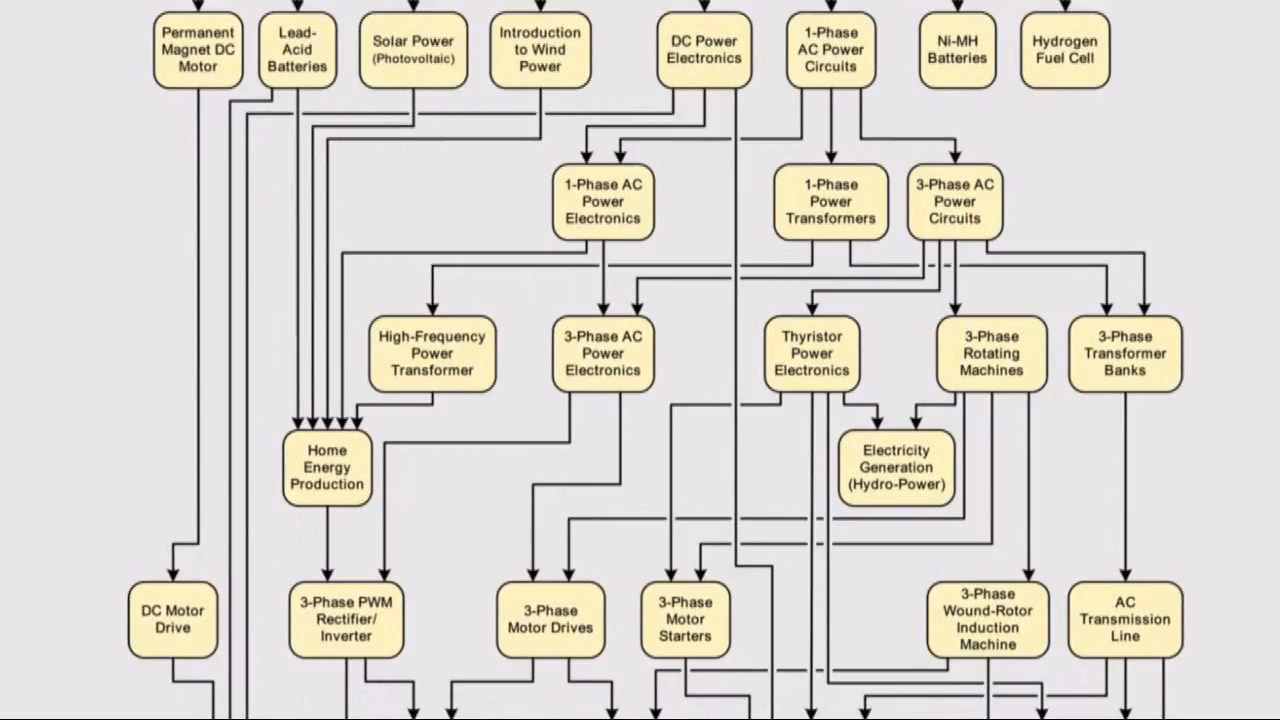 Permanent
Magnet DC
Motor
Lead-
Acid
Batteries
Solar Power
(Photovoltaic)
Introduction
to Wind
Power
DC Power
Electronics
1-Phase
AC Power
Circuits
Ni-MH
Batteries
Hydrogen
Fuel Cell
1-Phase AC
Power
Electronics
1-Phase
Power
Transformers
3-Phase AC
Power
Circuits
High-Frequency
Power
Transformer
3-Phase AC
Power
Electronics
Thyristor
Power
Electronics
3-Phase
Rotating
Machines
3-Phase
Transformer
Banks
Home
Energy
Production
Electricity
Generation
(Hydro-Power)
DC Motor
Drive
3-Phase PWM
Rectifier/
Inverter
3-Phase
Motor Drives
3-Phase
Motor
Starters
3-Phase
Wound-Rotor
Induction
Machine
AC
Transmission
Line